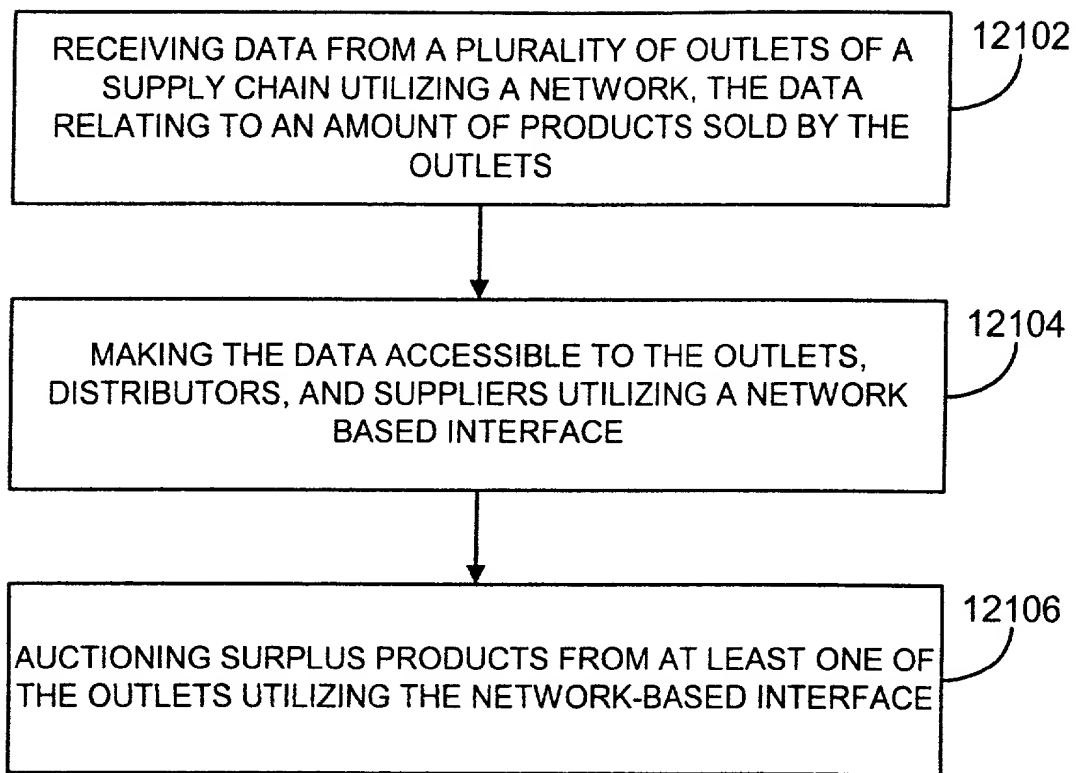 RECEIVING DATA FROM A PLURALITY OF OUTLETS OF A
SUPPLY CHAIN UTILIZING A NETWORK, THE DATA
RELATING TO AN AMOUNT OF PRODUCTS SOLD BY THE
OUTLETS
12102
MAKING THE DATA ACCESSIBLE TO THE OUTLETS,
DISTRIBUTORS, AND SUPPLIERS UTILIZING A NETWORK
BASED INTERFACE
12104
AUCTIONING SURPLUS PRODUCTS FROM AT LEAST ONE OF
THE OUTLETS UTILIZING THE NETWORK-BASED INTERFACE
12106